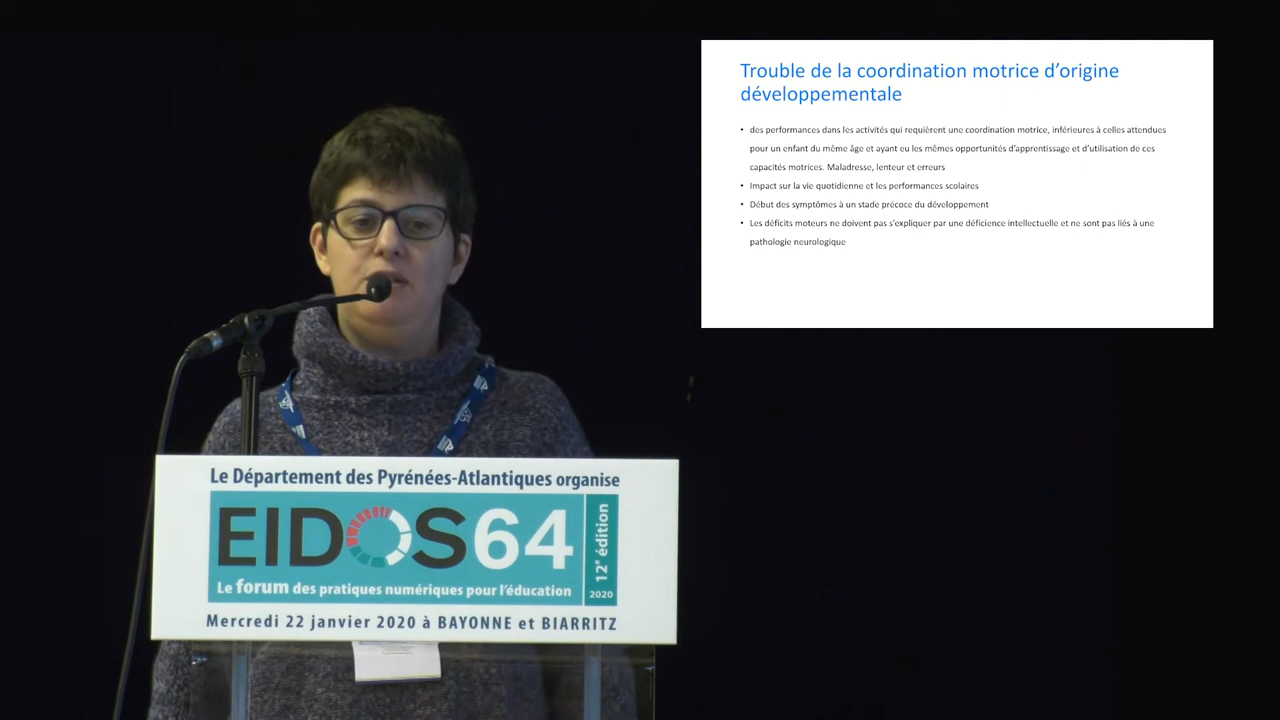 Trouble de la coordination motrice d’origine
développementale
• des performances dans les activités qui requièrent une coordination motrice, inférieures à celles attendues
pour un enfant du même âge et ayant eu les mêmes opportunités d’apprentissage et d’utilisation de ces
capacités motrices. Maladresse, lenteur et erreurs
• Impact sur la vie quotidienne et les performances scolaires
• Début des symptômes à un stade précoce du développement
• Les déficits moteurs ne doivent pas s’expliquer par une déficience intellectuelle et ne sont pas liés à une
pathologie neurologique
Le Département des Pyrénées-Atlantiques organise
EIDOS64
12e édition
2020
Le forum des pratiques numériques pour l’éducation
Mercredi 22 janvier 2020 à BAYONNE et BIARRITZ